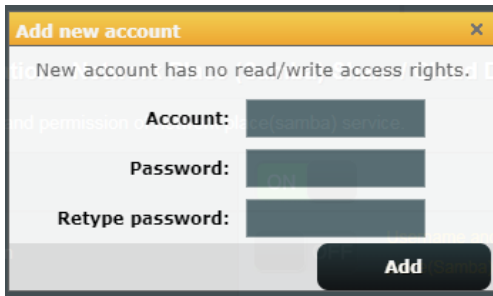 Add new account ×
New account has no read/write access rights.
Account:
Password:
Retype password:
Add